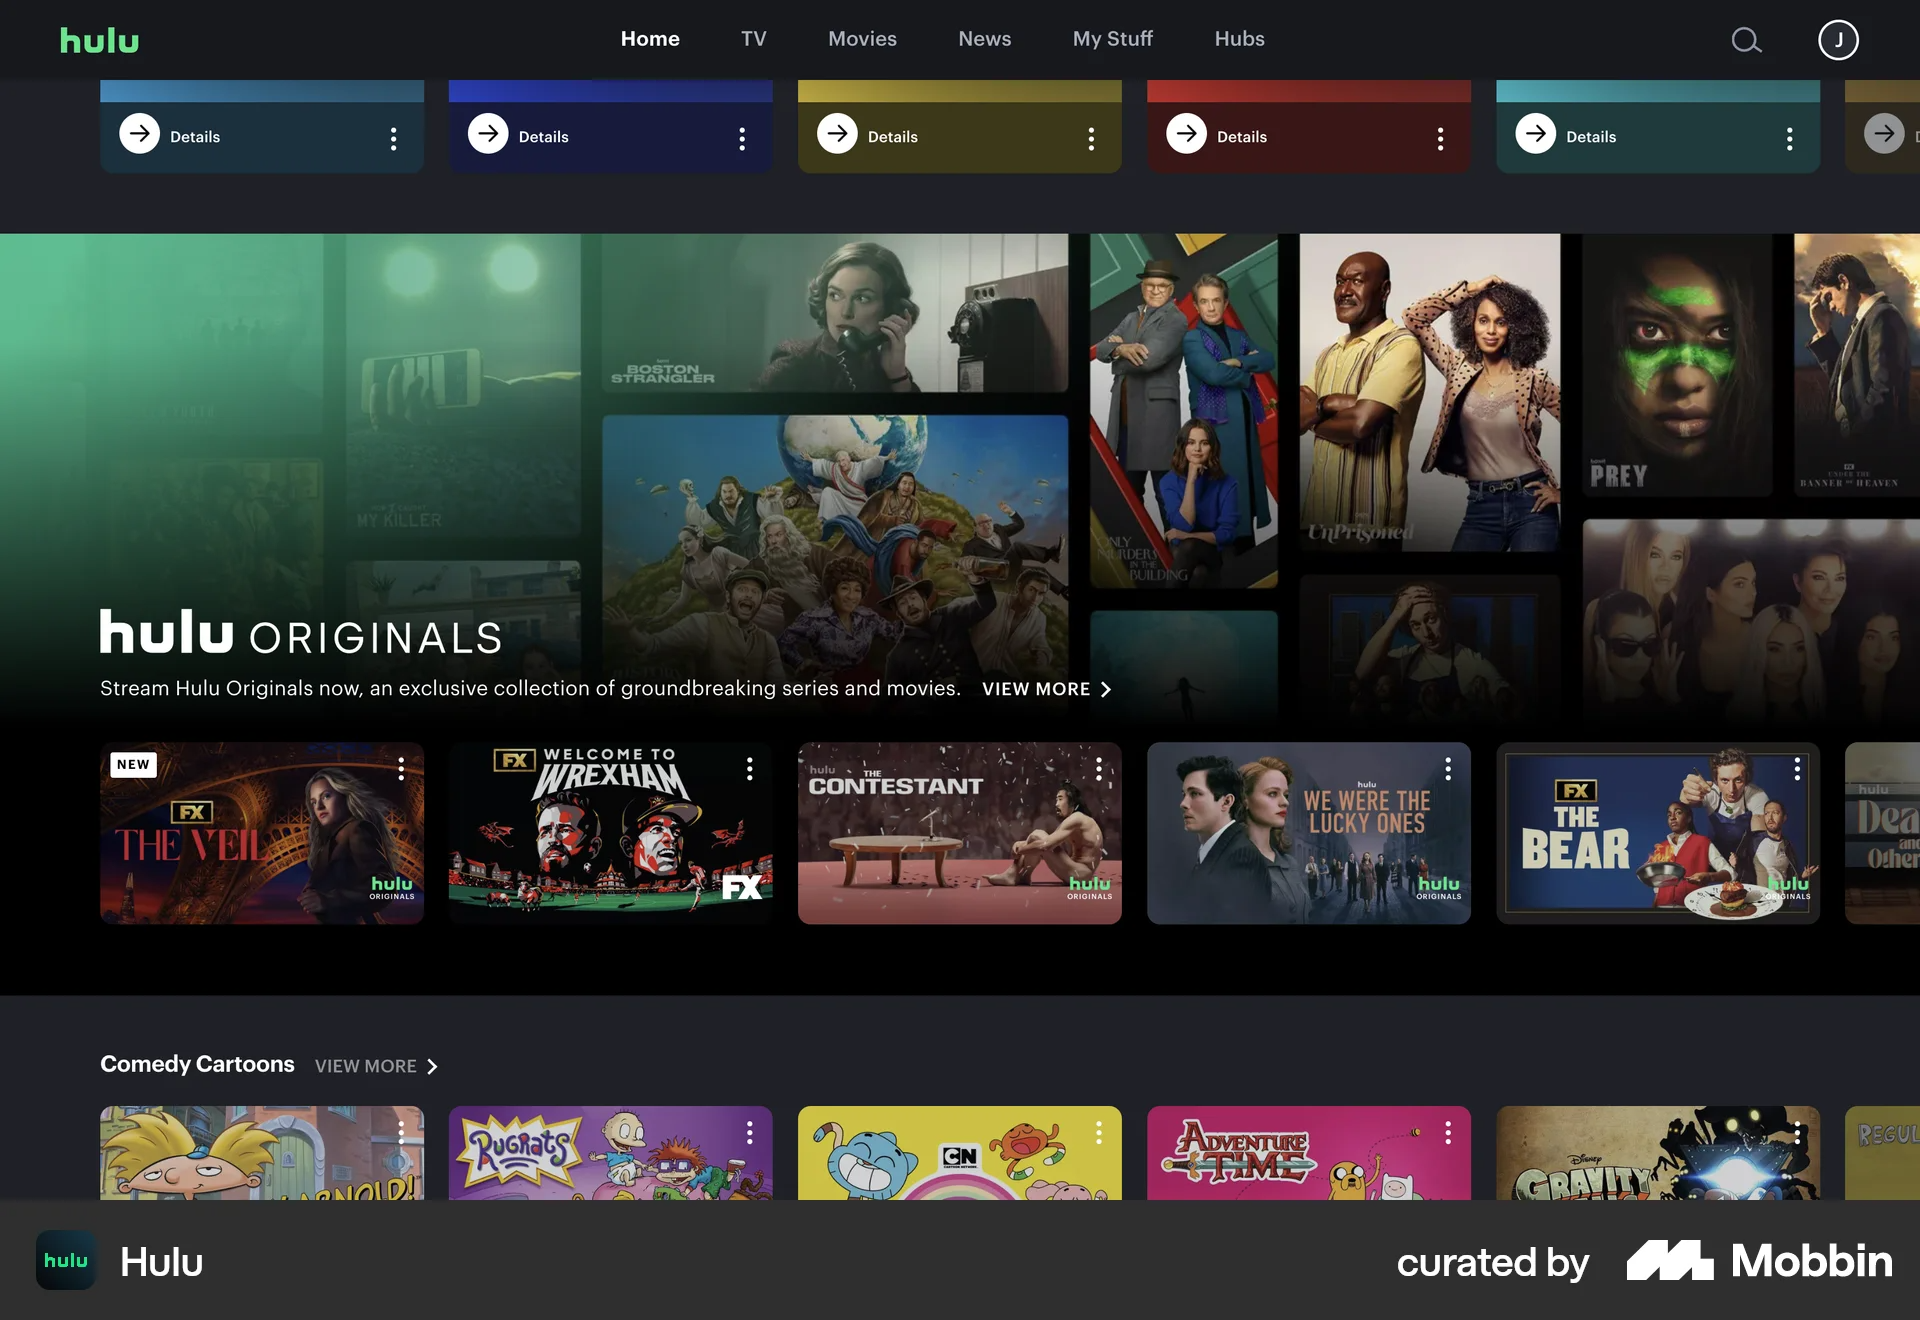 hulu
Home TV Movies News My Stuff Hubs
J
Details
Details
Details
Details
Details
BOSTON
STRANGLER
MY KILLER
ONLY
MURDERS
IN THE
BUILDING
UnPrisoned
PREY
FX
UNDER THE
BANNER OF HEAVEN
hulu ORIGINALS
Stream Hulu Originals now, an exclusive collection of groundbreaking series and movies. VIEW MORE
NEW
FX
THE VEIL
hulu
ORIGINALS
FX WELCOME TO
WREXHAM
FX
hulu
THE
CONTESTANT
hulu
ORIGINALS
hulu
WE WERE THE
LUCKY ONES
hulu
ORIGINALS
FX
THE
BEAR
hulu
ORIGINALS
hulu
Dea
and
Other
Comedy Cartoons VIEW MORE
ARNOLD!
RUGRATS
CN
CARTOON NETWORK
ADVENTURE
TIME
DISNEY
GRAVITY
REGUL
hulu
Hulu
curated by Mobbin